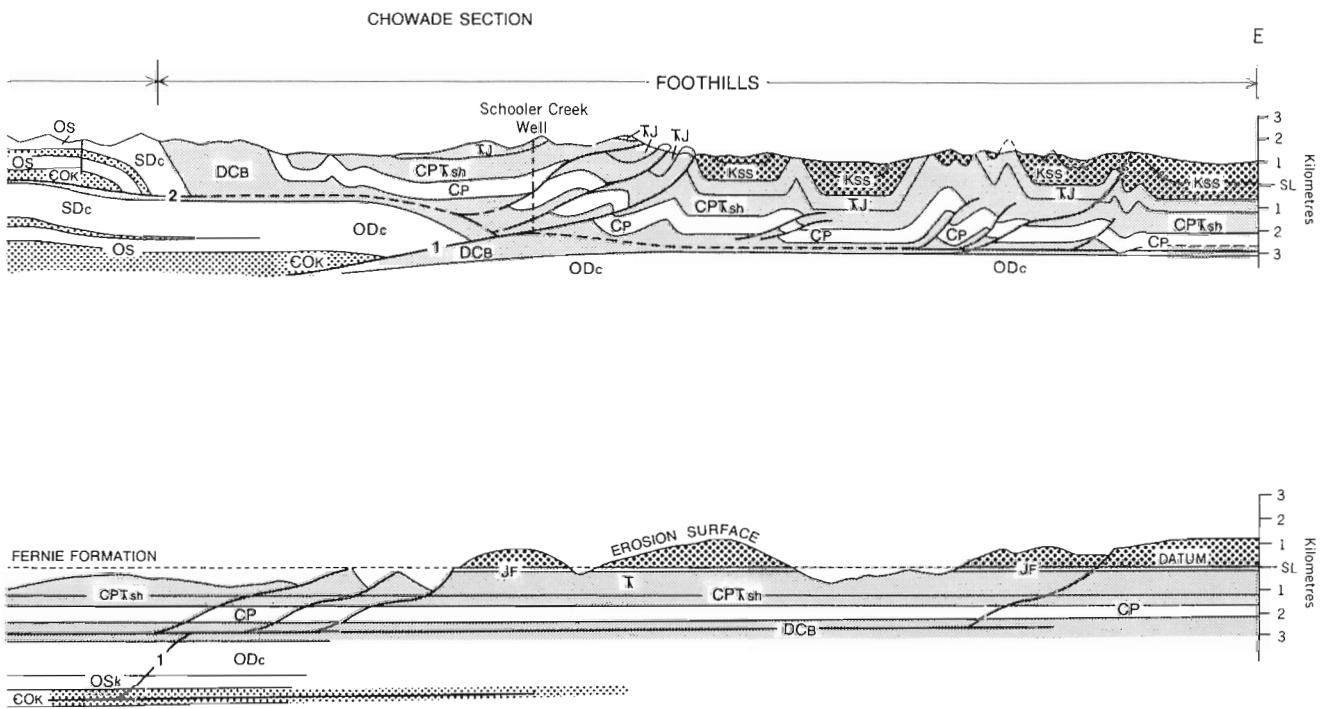 CHOWADE SECTION
E
FOOTHILLS
Schooler Creek
Well
Kilometres
3
2
1
SL
1
2
3
Os
Os
ЄOK
SDc
DCB
TJ
TJ
TJ
CPTsh
CP
2
SDc
ODc
Os
ЄOK
1
DCB
ODc
CP
CPTsh
Kss
Kss
TJ
CP
CP
ODc
Kss
TJ
Kss
CPTsh
CP
FERNIE FORMATION
EROSION SURFACE
JF
JF
DATUM
3
2
1
SL
1
2
3
Kilometres
CPTsh
T
CPTsh
CP
CP
DCB
1
ODc
OSk
ЄOK